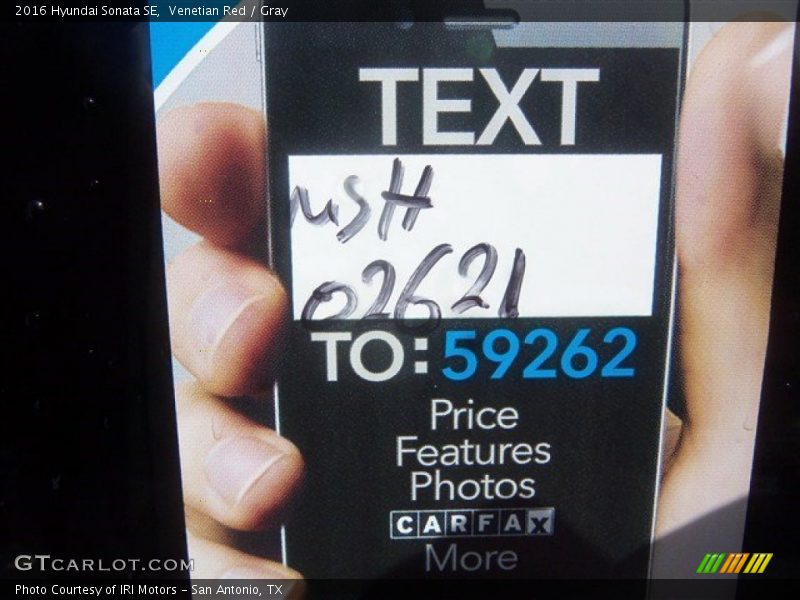 2016 Hyundai Sonata SE,  Venetian Red / Gray
TEXT
MSH
02621
TO: 59262
Price
Features
Photos
CARFAX
More
GTCARLOT.COM
Photo Courtesy of IRI Motors - San Antonio, TX